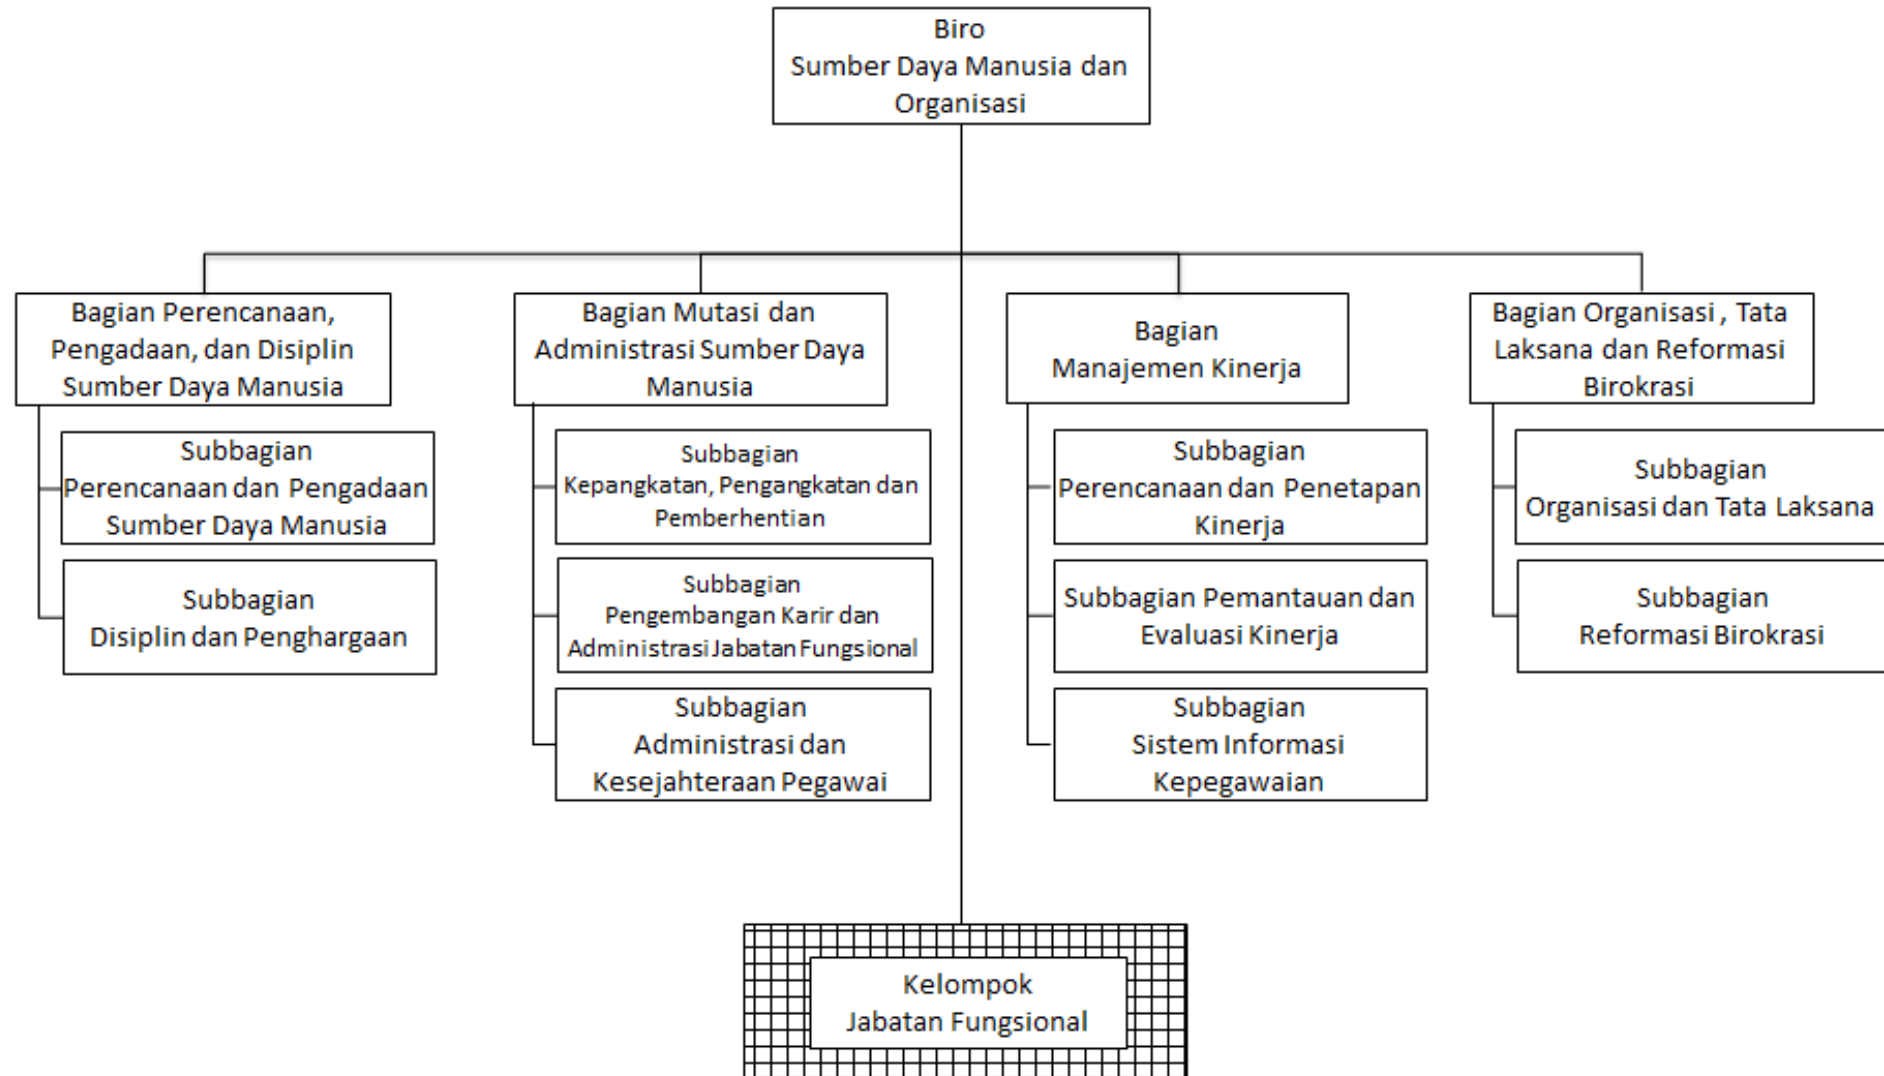 Biro
Sumber Daya Manusia dan
Organisasi
Bagian Perencanaan,
Pengadaan, dan Disiplin
Sumber Daya Manusia
Subbagian
Perencanaan dan Pengadaan
Sumber Daya Manusia
Subbagian
Disiplin dan Penghargaan
Bagian Mutasi dan
Administrasi Sumber Daya
Manusia
Subbagian
Kepangkatan, Pengangkatan dan
Pemberhentian
Subbagian
Pengembangan Karir dan
Administrasi Jabatan Fungsional
Subbagian
Administrasi dan
Kesejahteraan Pegawai
Bagian
Manajemen Kinerja
Subbagian
Perencanaan dan Penetapan
Kinerja
Subbagian Pemantauan dan
Evaluasi Kinerja
Subbagian
Sistem Informasi
Kepegawaian
Bagian Organisasi , Tata
Laksana dan Reformasi
Birokrasi
Subbagian
Organisasi dan Tata Laksana
Subbagian
Reformasi Birokrasi
Kelompok
Jabatan Fungsional